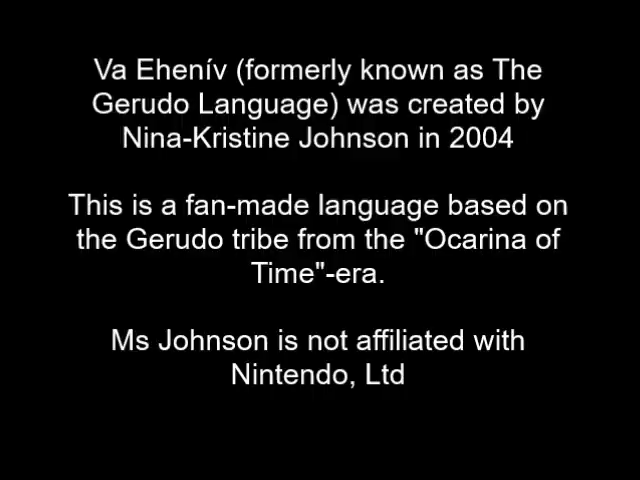 Va Ehenív (formerly known as The
Gerudo Language) was created by
Nina-Kristine Johnson in 2004
This is a fan-made language based on
the Gerudo tribe from the "Ocarina of
Time"-era.
Ms Johnson is not affiliated with
Nintendo, Ltd